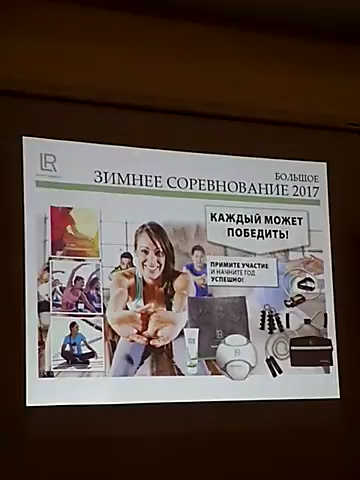 LR
БОЛЬШОЕ
ЗИМНЕЕ СОРЕВНОВАНИЕ 2017
КАЖДЫЙ МОЖЕТ
ПОБЕДИТЬ!
ПРИМИТЕ УЧАСТИЕ
И НАЧНИТЕ ГОД
УСПЕШНО!